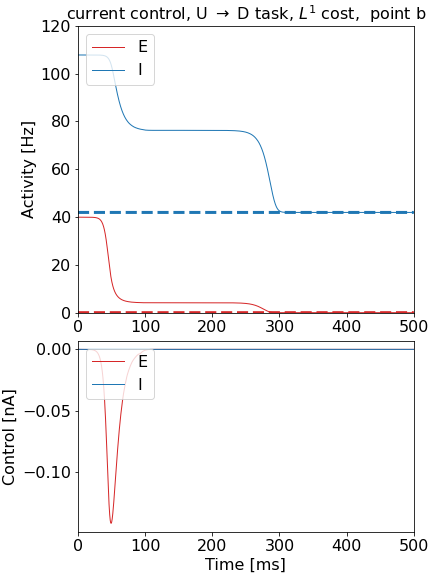 current control, U → D task, L¹ cost, point b
120
100
80
60
40
20
0
Activity [Hz]
E
I
0 100 200 300 400 500
0.00
−0.05
−0.10
Control [nA]
E
I
0 100 200 300 400 500
Time [ms]